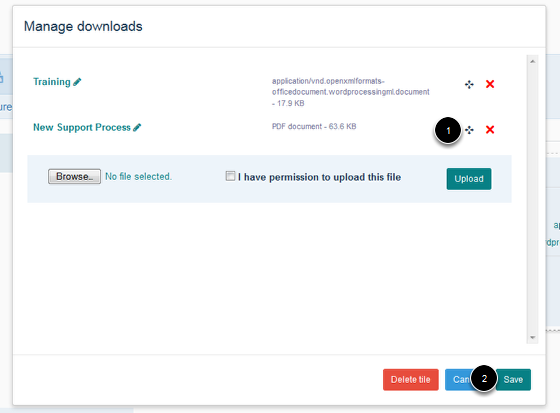 Manage downloads
Training
application/vnd.openxmlformats-
officedocument.wordprocessingml.document
- 17.9 KB
New Support Process
PDF document - 63.6 KB
1
Browse..
No file selected.
I have permission to upload this file
Upload
Delete tile
2
Save